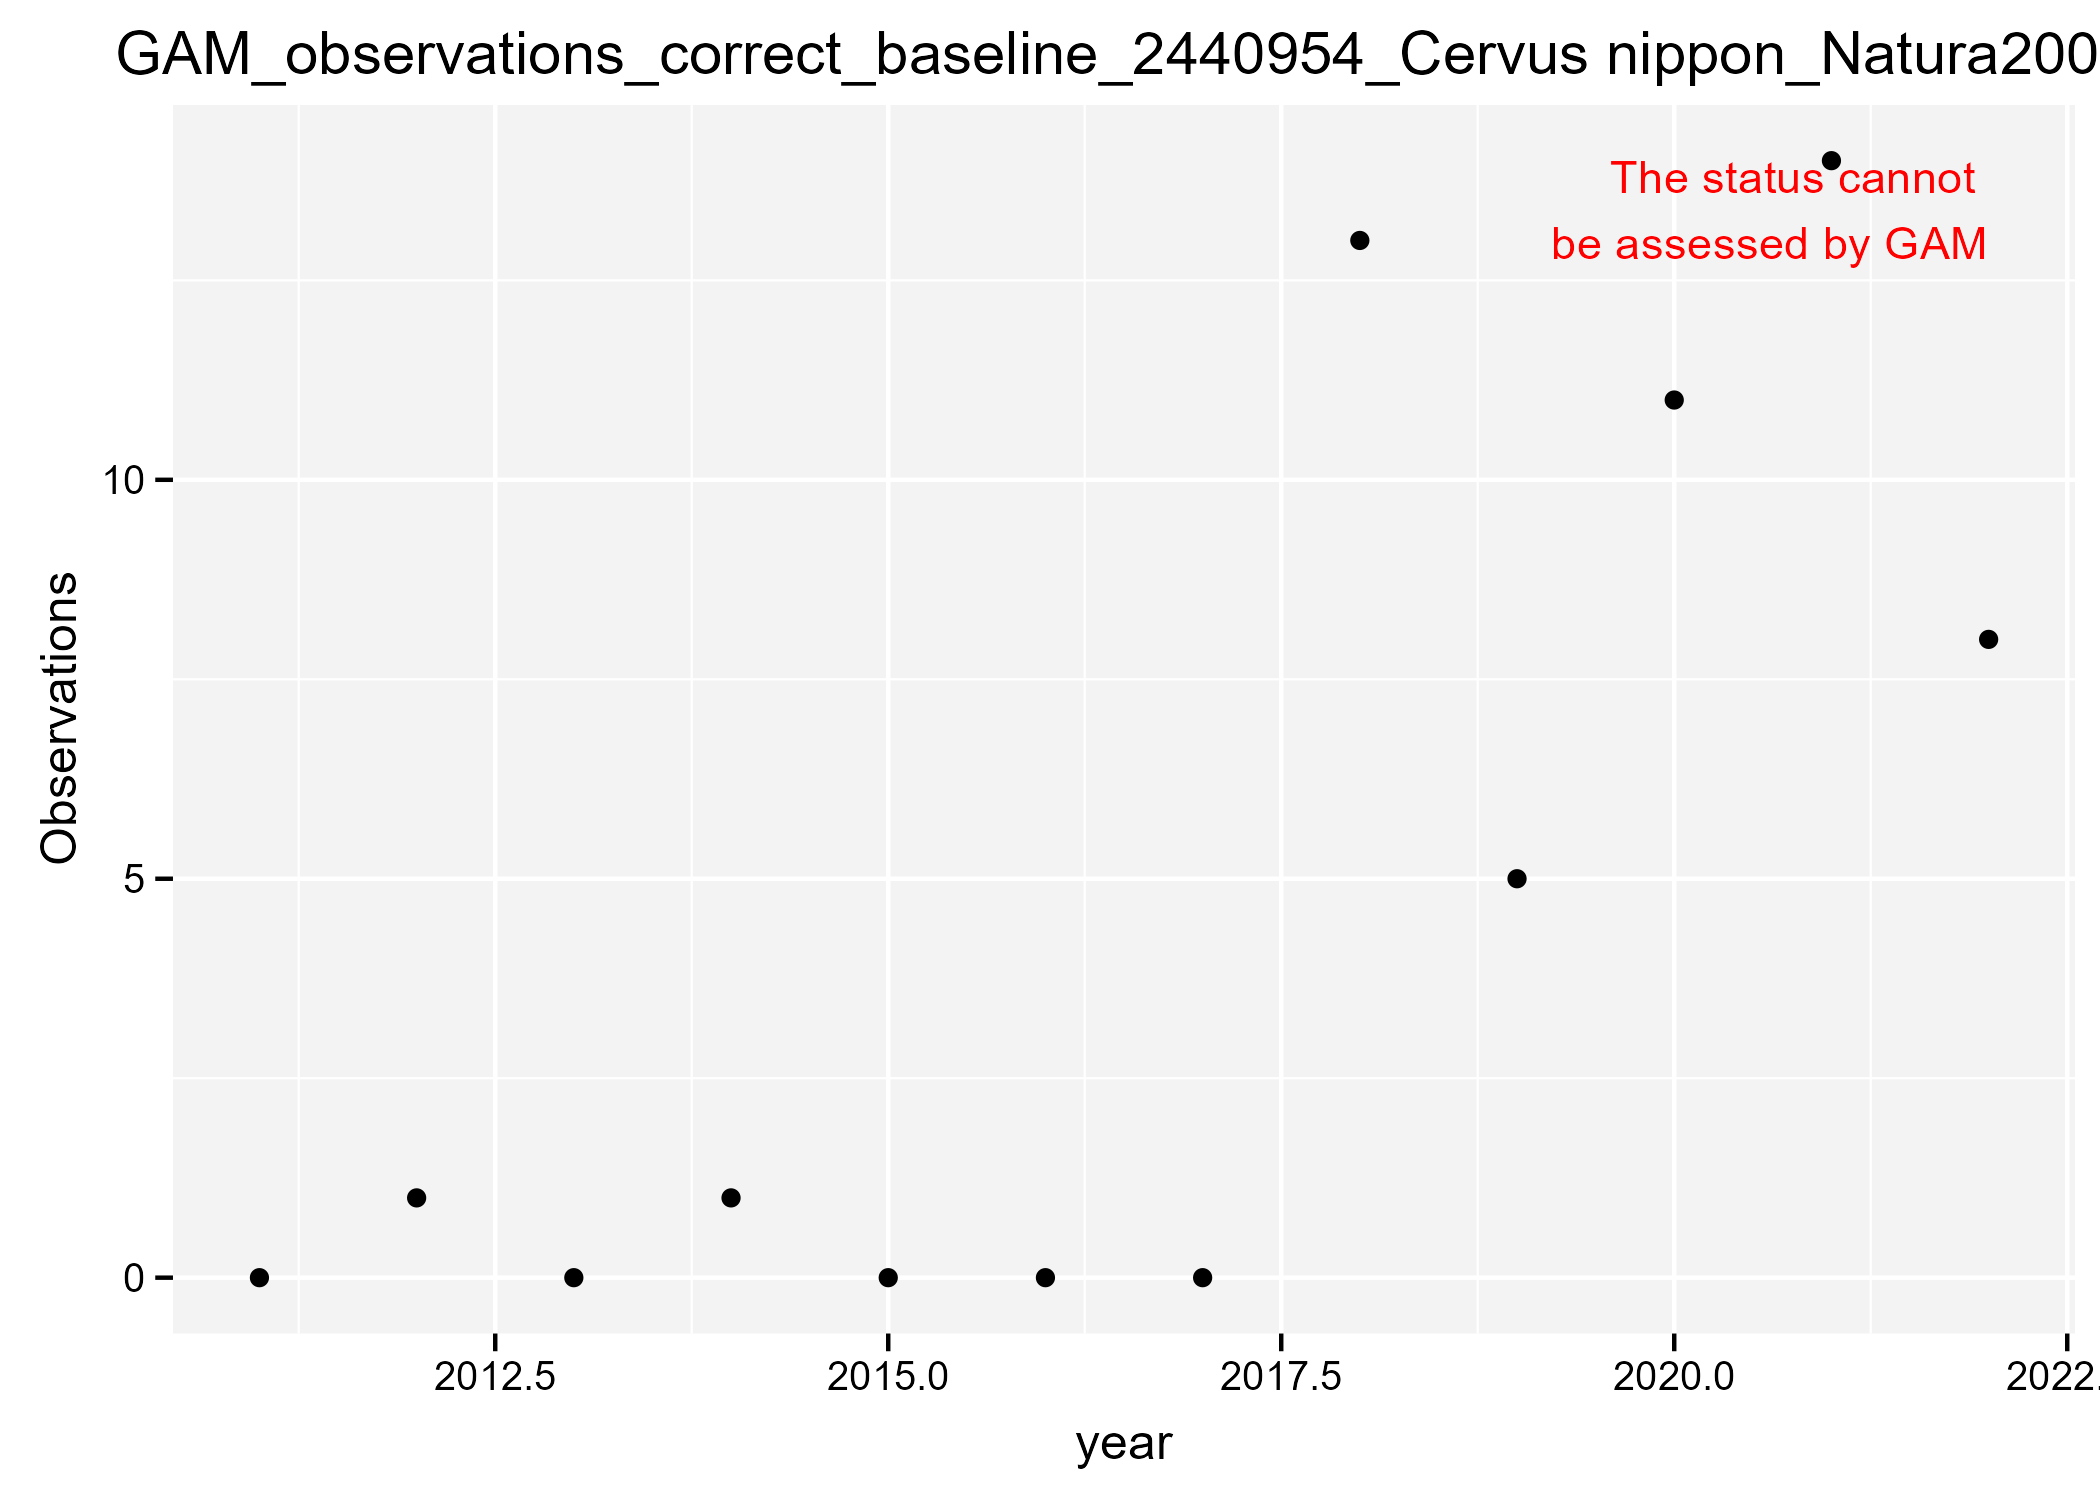 GAM_observations_correct_baseline_2440954_Cervus nippon_Natura200
The status cannot
be assessed by GAM
10
5
0
Observations
2012.5 2015.0 2017.5 2020.0 2022.
year